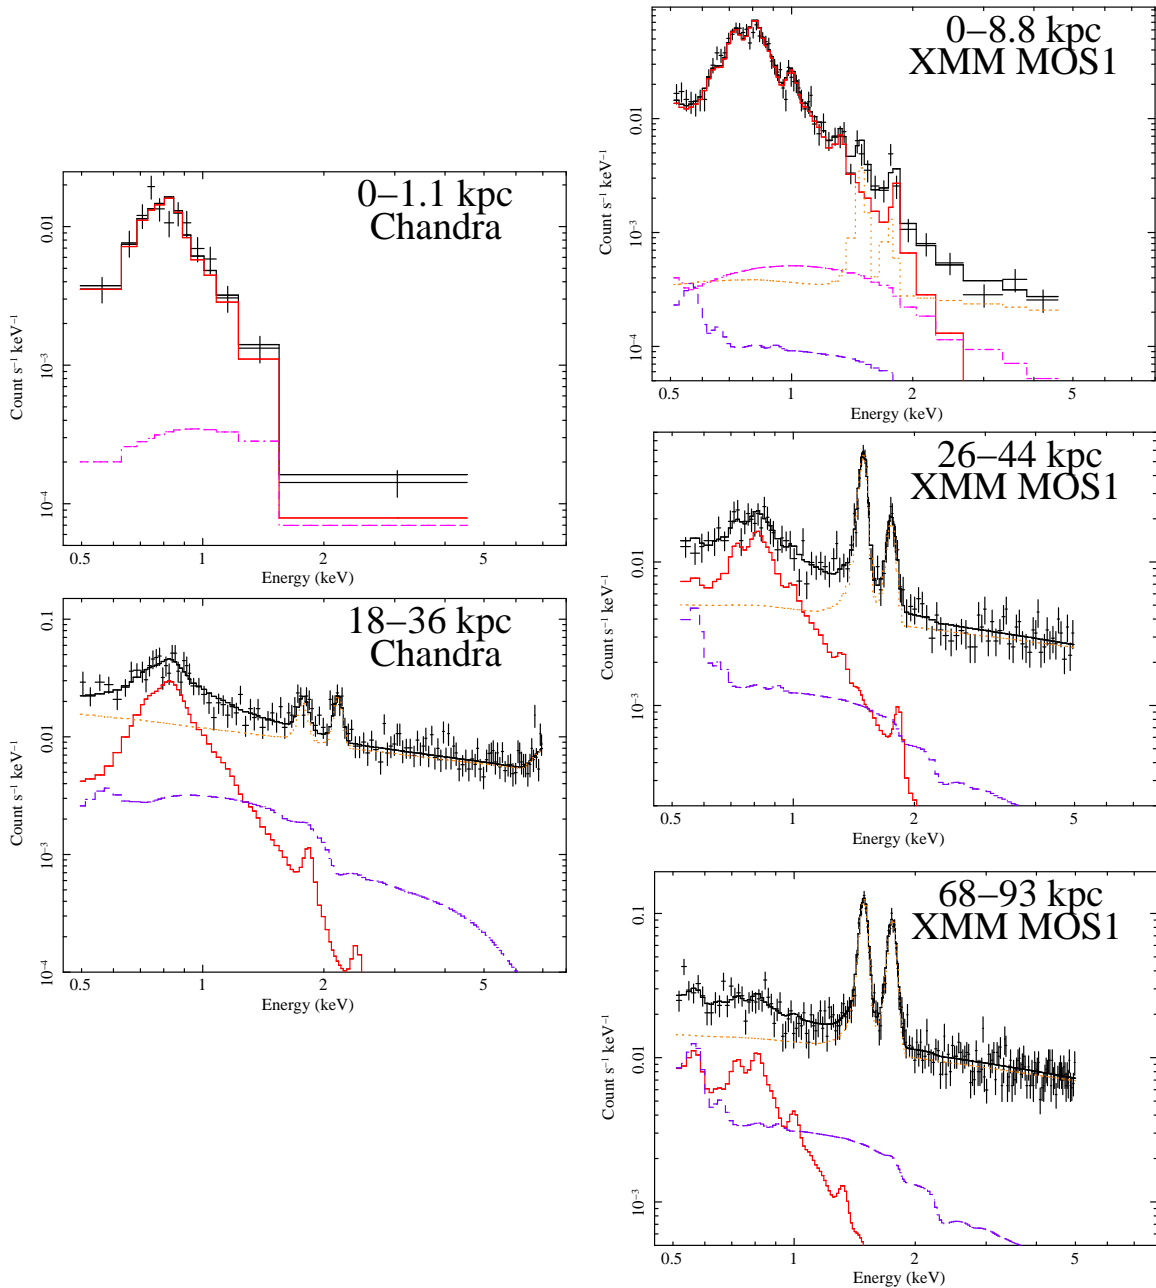 0−1.1 kpc
Chandra
Count s⁻¹ keV⁻¹
0.01
10⁻³
10⁻⁴
0.5
1
2
5
Energy (keV)
18−36 kpc
Chandra
Count s⁻¹ keV⁻¹
0.1
0.01
10⁻³
10⁻⁴
0.5
1
2
5
Energy (keV)
0−8.8 kpc
XMM MOS1
Count s⁻¹ keV⁻¹
0.01
10⁻³
10⁻⁴
0.5
1
2
5
Energy (keV)
26−44 kpc
XMM MOS1
Count s⁻¹ keV⁻¹
0.01
10⁻³
0.5
1
2
5
Energy (keV)
68−93 kpc
XMM MOS1
Count s⁻¹ keV⁻¹
0.1
0.01
10⁻³
0.5
1
2
5
Energy (keV)